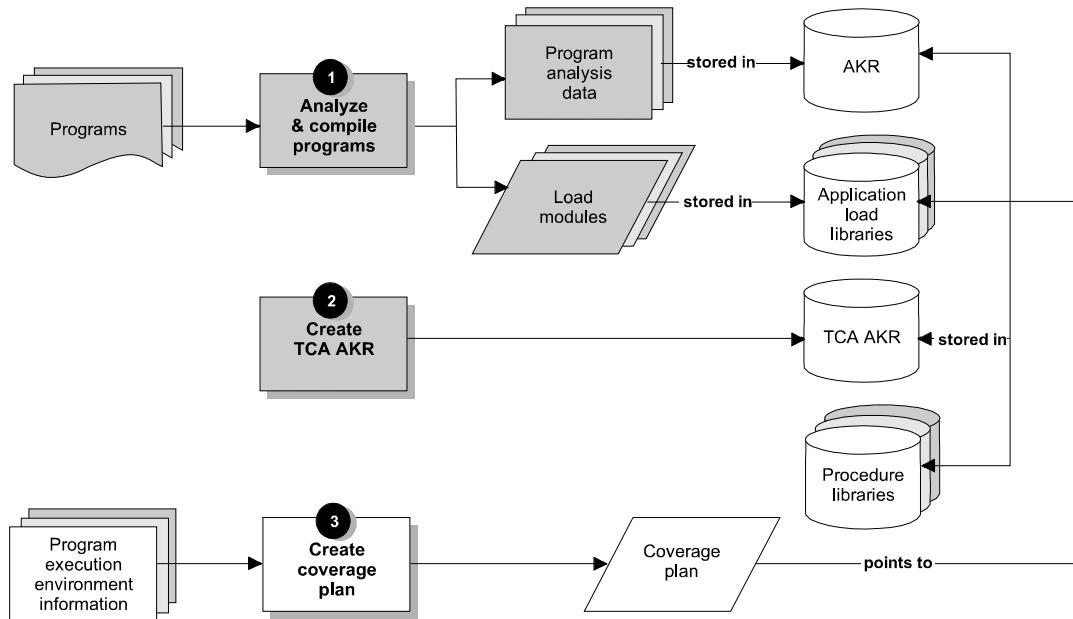 1
Analyze
& compile
programs
Programs
Program
analysis
data
stored in
AKR
Load
modules
stored in
Application
load
libraries
2
Create
TCA AKR
TCA AKR
stored in
Procedure
libraries
Program
execution
environment
information
3
Create
coverage
plan
Coverage
plan
points to